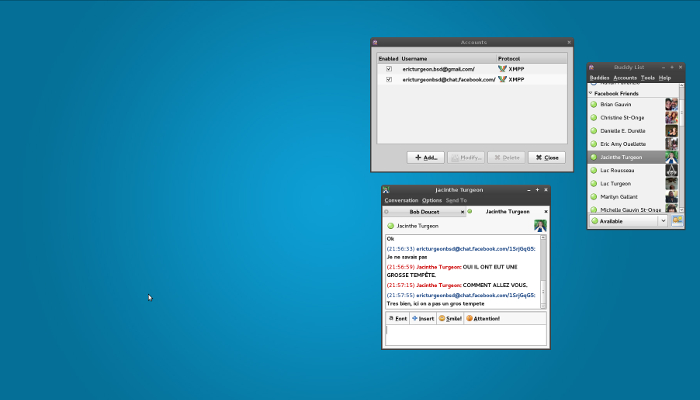 Accounts
Enabled Username Protocol
ericturgeon.bsd@gmail.com/ XMPP
ericturgeonbsd@chat.facebook.com/ XMPP
Add... Modify... Delete Close
Buddy List
Buddies Accounts Tools Help
Facebook Friends
Brian Gauvin
Christine St-Onge
Danielle E. Durelle
Eric Amy Ouellette
Jacinthe Turgeon
Luc Rousseau
Luc Turgeon
Marilyn Gallant
Michella Gauvin St-Onge
Available
Jacinthe Turgeon
Conversation Options Send To
Bob Doucet Jacinthe Turgeon
Jacinthe Turgeon
Ok
(21:56:33) ericturgeonbsd@chat.facebook.com/15rJGqG5:
Je ne savais pas
(21:56:59) Jacinthe Turgeon: OUI IL ONT EUT UNE
GROSSE TEMPÊTE.
(21:57:15) Jacinthe Turgeon: COMMENT ALLEZ VOUS.
(21:57:55) ericturgeonbsd@chat.facebook.com/15rJGqG5:
Tres bien, ici on a pas un gros tempete
Font Insert Smile! Attention!